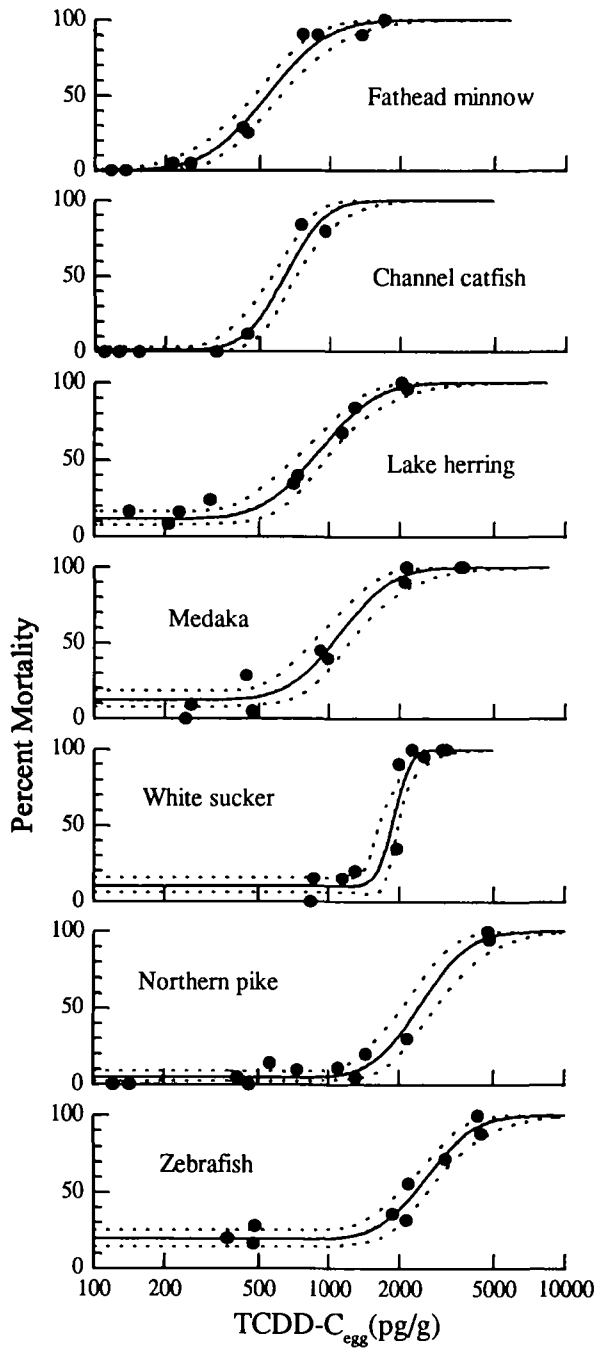 100
50
0
Fathead minnow
100
50
0
Channel catfish
100
50
0
Lake herring
100
50
0
Medaka
100
50
0
White sucker
100
50
0
Northern pike
100
50
0
Zebrafish
Percent Mortality
100 200 500 1000 2000 5000 10000
TCDD-Cegg(pg/g)